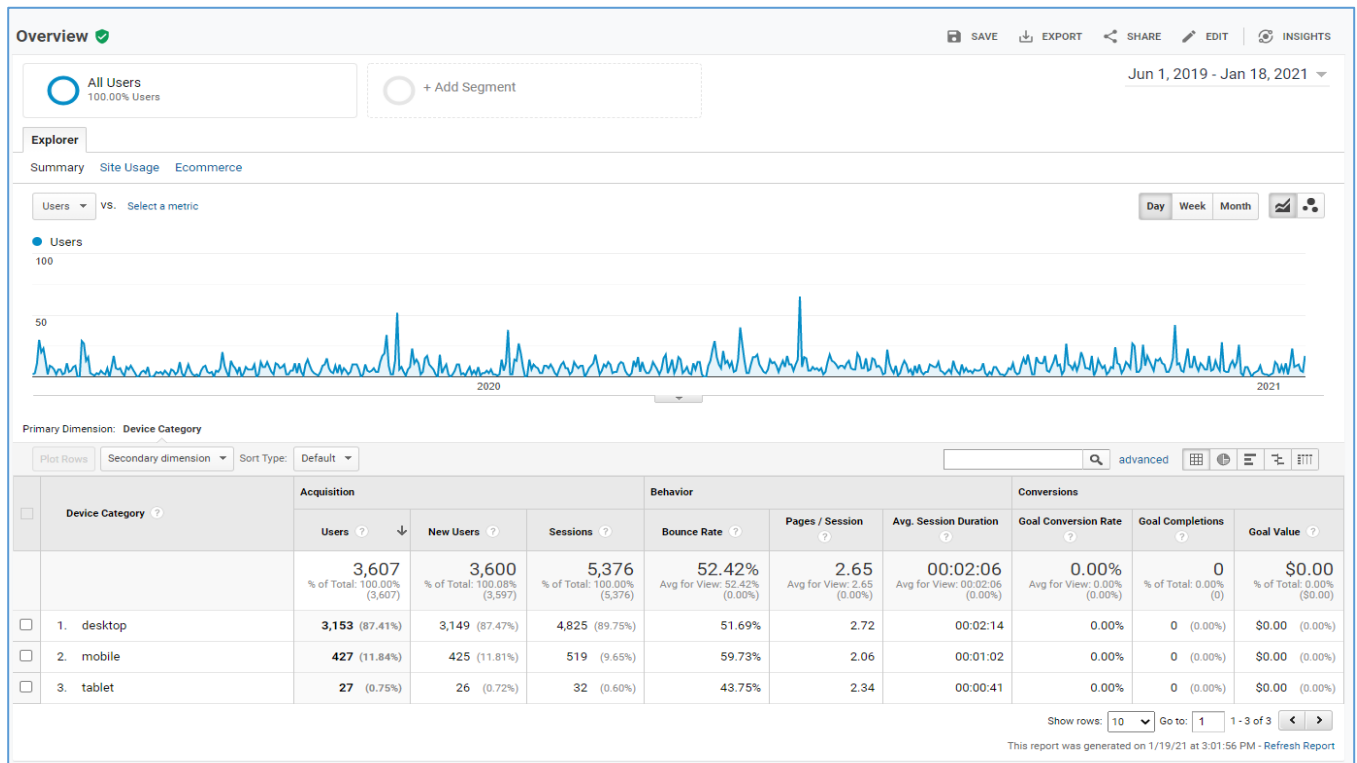 Overview
SAVE EXPORT SHARE EDIT INSIGHTS
All Users
100.00% Users
+ Add Segment
Jun 1, 2019 - Jan 18, 2021
Explorer
Summary Site Usage Ecommerce
Users VS. Select a metric
Day Week Month
Users
100
50
2020 2021
Primary Dimension: Device Category
Plot Rows Secondary dimension Sort Type: Default advanced
Acquisition Behavior Conversions
Device Category ?
Users ? New Users ? Sessions ? Bounce Rate ? Pages / Session ? Avg. Session Duration ? Goal Conversion Rate ? Goal Completions ? Goal Value ?
3,607 3,600 5,376 52.42% 2.65 00:02:06 0.00% 0 $0.00
% of Total: 100.00% % of Total: 100.08% % of Total: 100.00% Avg for View: 52.42% Avg for View: 2.65 Avg for View: 00:02:06 Avg for View: 0.00% % of Total: 0.00% % of Total: 0.00%
(3,607) (3,597) (5,376) (0.00%) (0.00%) (0.00%) (0.00%) (0) ($0.00)
1. desktop 3,153 (87.41%) 3,149 (87.47%) 4,825 (89.75%) 51.69% 2.72 00:02:14 0.00% 0 (0.00%) $0.00 (0.00%)
2. mobile 427 (11.84%) 425 (11.81%) 519 (9.65%) 59.73% 2.06 00:01:02 0.00% 0 (0.00%) $0.00 (0.00%)
3. tablet 27 (0.75%) 26 (0.72%) 32 (0.60%) 43.75% 2.34 00:00:41 0.00% 0 (0.00%) $0.00 (0.00%)
Show rows: 10 Go to: 1 1 - 3 of 3
This report was generated on 1/19/21 at 3:01:56 PM - Refresh Report